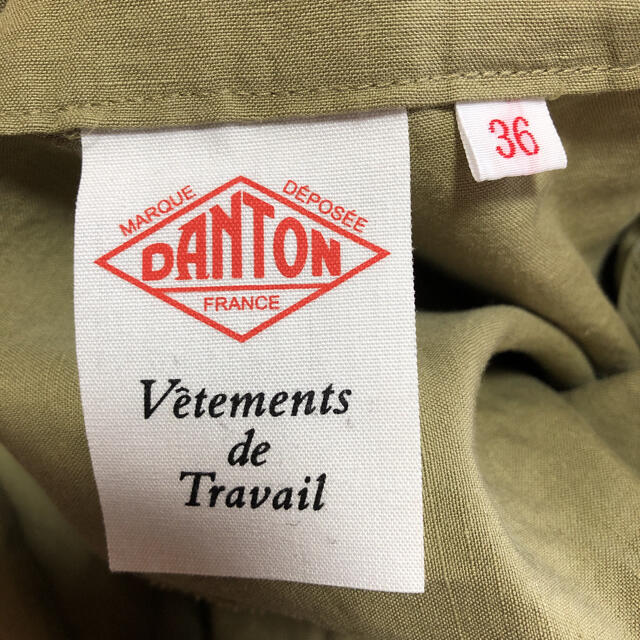 MARQUE DÉPOSÉE
DANTON
FRANCE
Vêtements
de
Travail
36